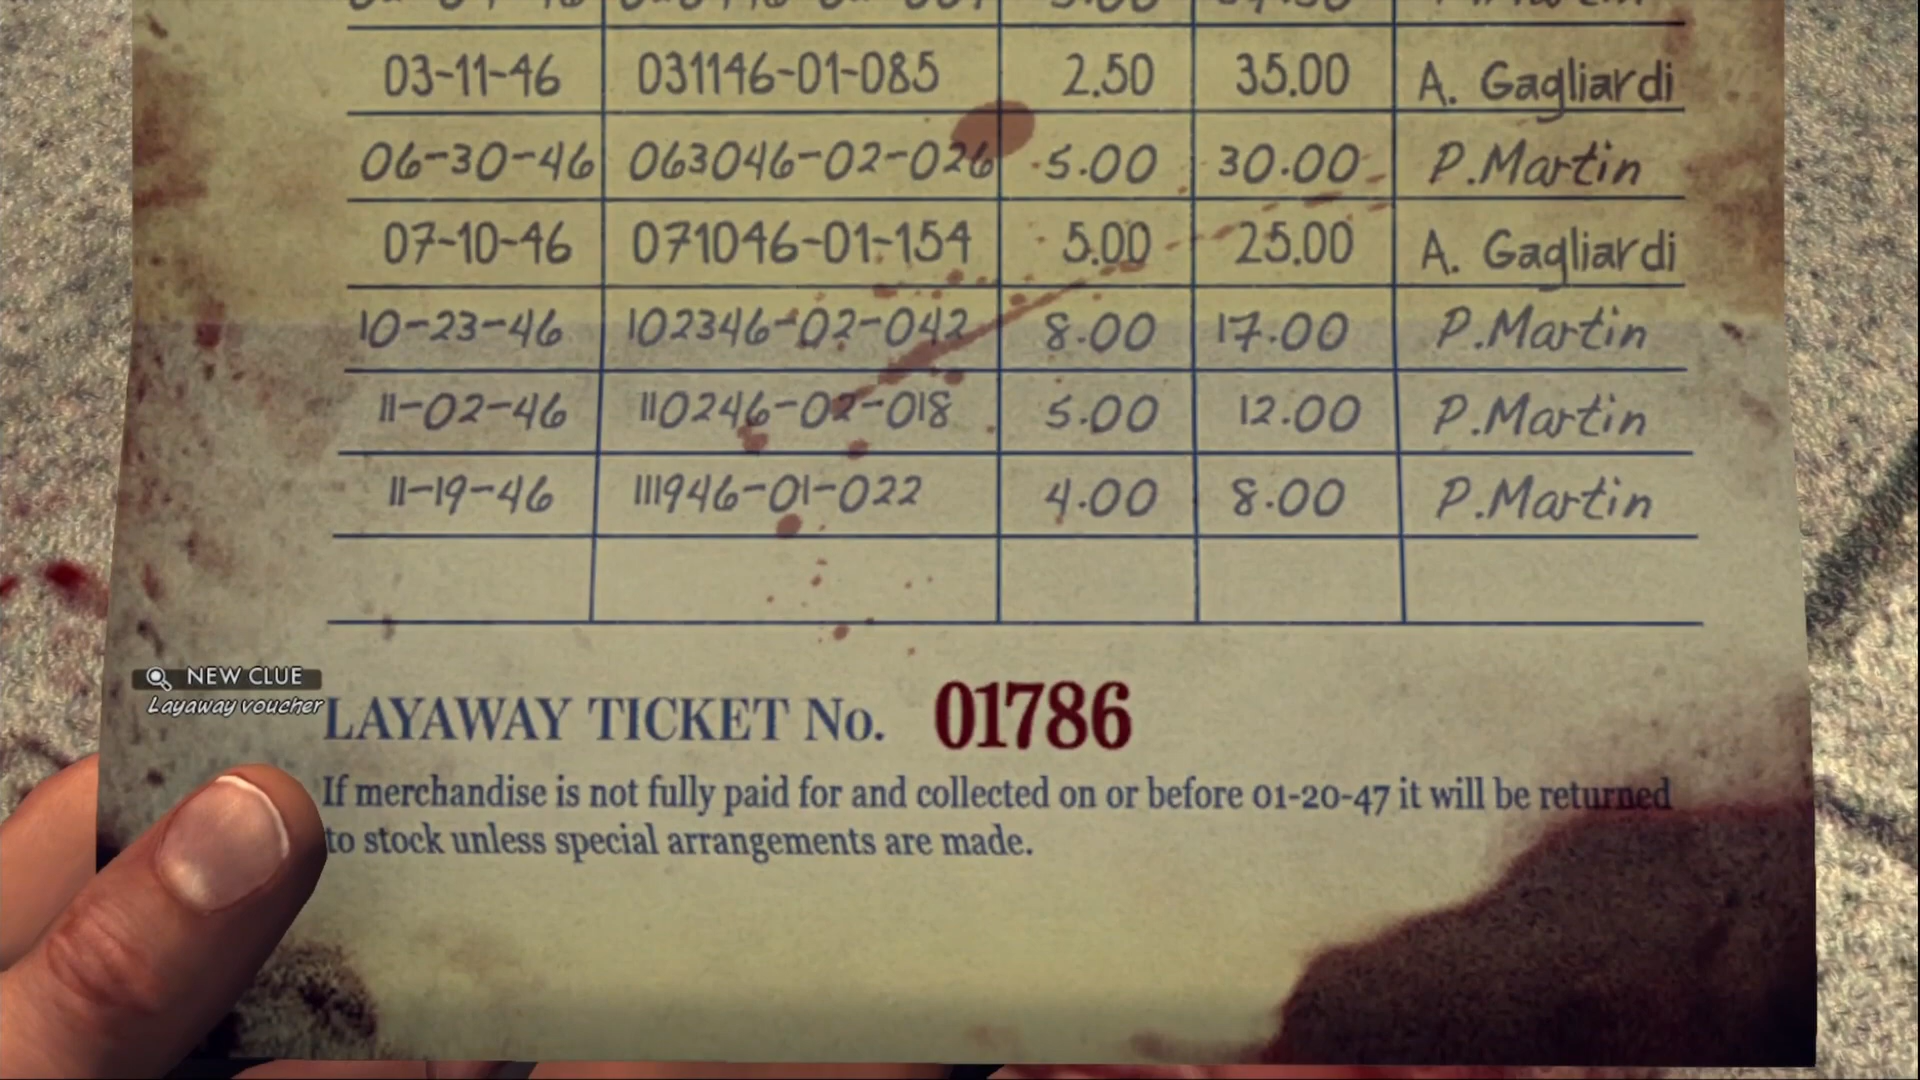 03-11-46 031146-01-085 2.50 35.00 A. Gagliardi
06-30-46 063046-02-026 5.00 30.00 P.Martin
07-10-46 071046-01-154 5.00 25.00 A. Gagliardi
10-23-46 102346-02-042 8.00 17.00 P.Martin
11-02-46 110246-02-018 5.00 12.00 P.Martin
11-19-46 111946-01-022 4.00 8.00 P.Martin
NEW CLUE
Layaway voucher
LAYAWAY TICKET No. 01786
If merchandise is not fully paid for and collected on or before 01-20-47 it will be returned
to stock unless special arrangements are made.